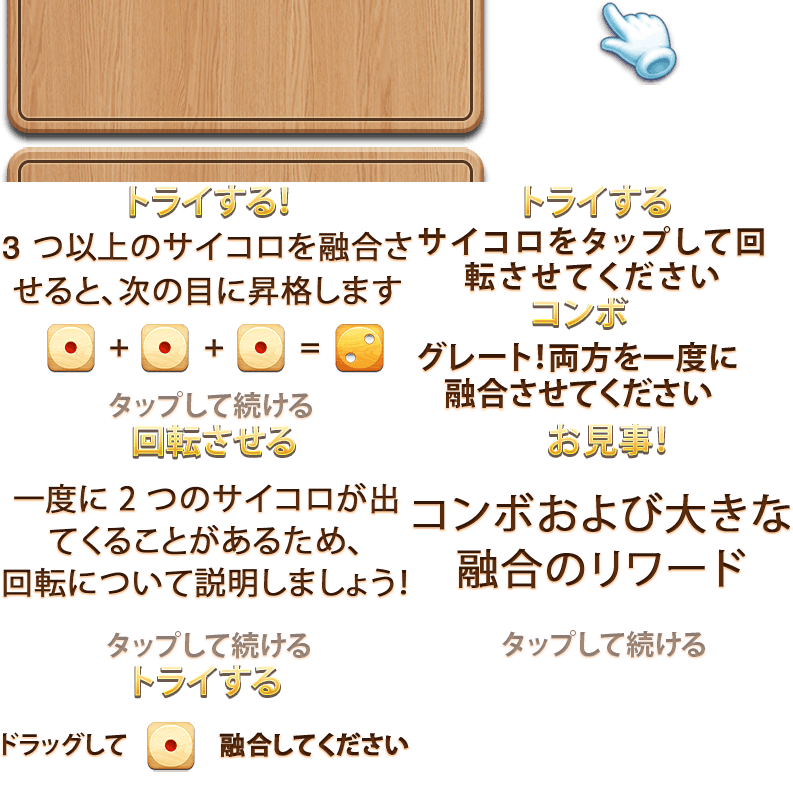 トライする!
3 つ以上のサイコロを融合さ
せると、次の目に昇格します
+ + =
タップして続ける
回転させる
一度に 2 つのサイコロが出
てくることがあるため、
回転について説明しましょう!
タップして続ける
トライする
ドラッグして 融合してください
トライする
サイコロをタップして回
転させてください
コンボ
グレート!両方を一度に
融合させてください
お見事!
コンボおよび大きな
融合のリワード
タップして続ける